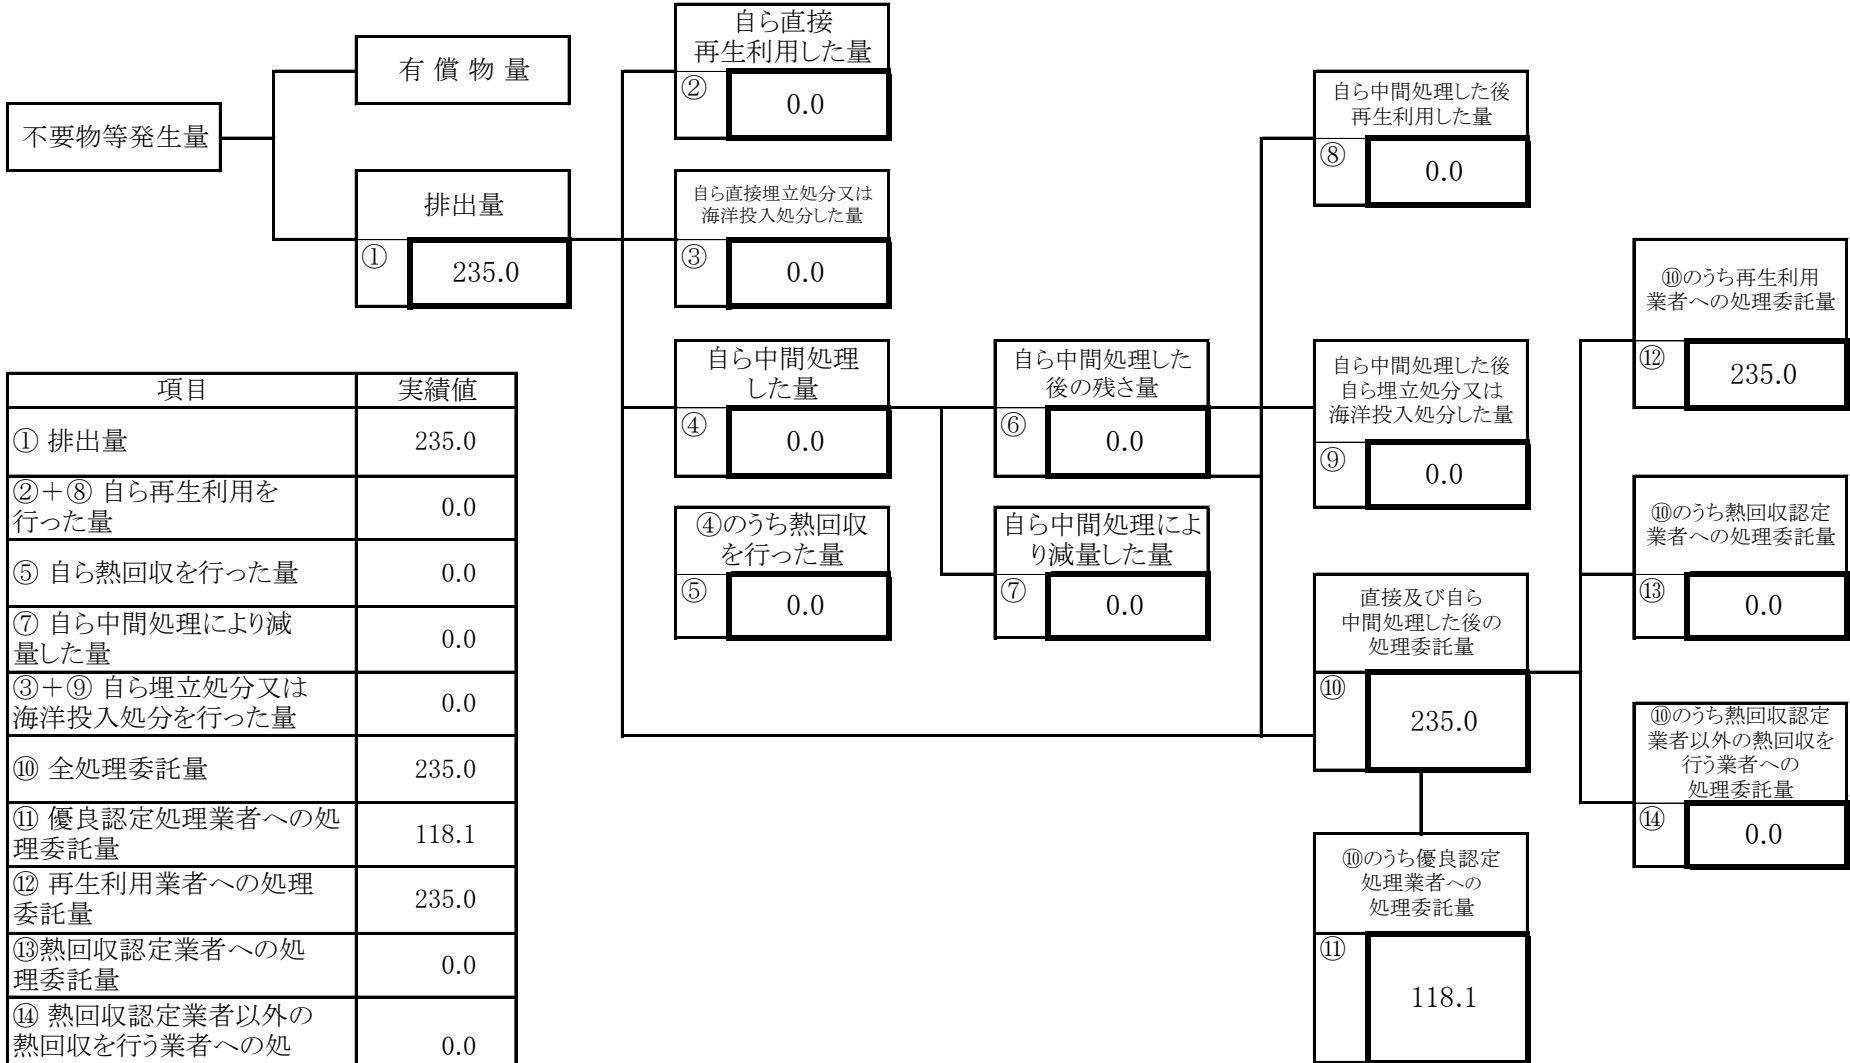 不要物等発生量
有 償 物 量
排出量
①
235.0
自ら直接
再生利用した量
②
0.0
自ら直接埋立処分又は
海洋投入処分した量
③
0.0
自ら中間処理
した量
④
0.0
④のうち熱回収
を行った量
⑤
0.0
自ら中間処理した
後の残さ量
⑥
0.0
自ら中間処理によ
り減量した量
⑦
0.0
自ら中間処理した後
再生利用した量
⑧
0.0
自ら中間処理した後
自ら埋立処分又は
海洋投入処分した量
⑨
0.0
直接及び自ら
中間処理した後の
処理委託量
⑩
235.0
⑩のうち優良認定
処理業者への
処理委託量
⑪
118.1
⑩のうち再生利用
業者への処理委託量
⑫
235.0
⑩のうち熱回収認定
業者への処理委託量
⑬
0.0
⑩のうち熱回収認定
業者以外の熱回収を
行う業者への
処理委託量
⑭
0.0
項目 実績値
① 排出量 235.0
②＋⑧ 自ら再生利用を
行った量 0.0
⑤ 自ら熱回収を行った量 0.0
⑦ 自ら中間処理により減
量した量 0.0
③＋⑨ 自ら埋立処分又は
海洋投入処分を行った量 0.0
⑩ 全処理委託量 235.0
⑪ 優良認定処理業者への処
理委託量 118.1
⑫ 再生利用業者への処理
委託量 235.0
⑬熱回収認定業者への処
理委託量 0.0
⑭ 熱回収認定業者以外の
熱回収を行う業者への処 0.0